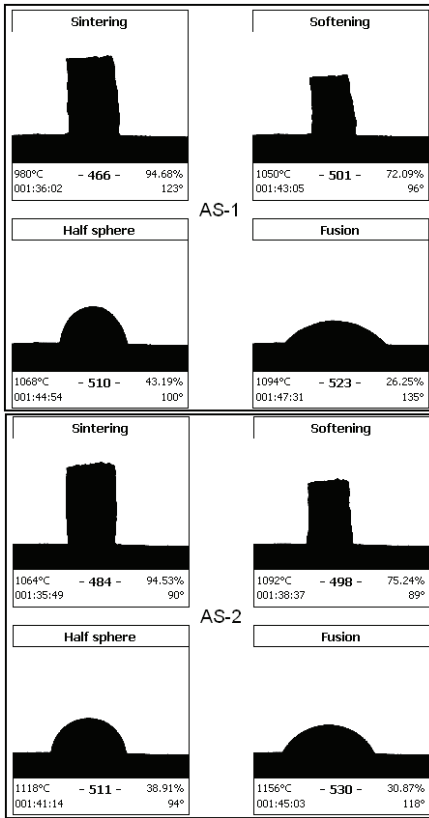 Sintering
Softening
980°C - 466 - 94.68%
001:36:02 123°
1050°C - 501 - 72.09%
001:43:05 96°
AS-1
Half sphere
Fusion
1068°C - 510 - 43.19%
001:44:54 100°
1094°C - 523 - 26.25%
001:47:31 135°
Sintering
Softening
1064°C - 484 - 94.53%
001:35:49 90°
1092°C - 498 - 75.24%
001:38:37 89°
AS-2
Half sphere
Fusion
1118°C - 511 - 38.91%
001:41:14 94°
1156°C - 530 - 30.87%
001:45:03 118°